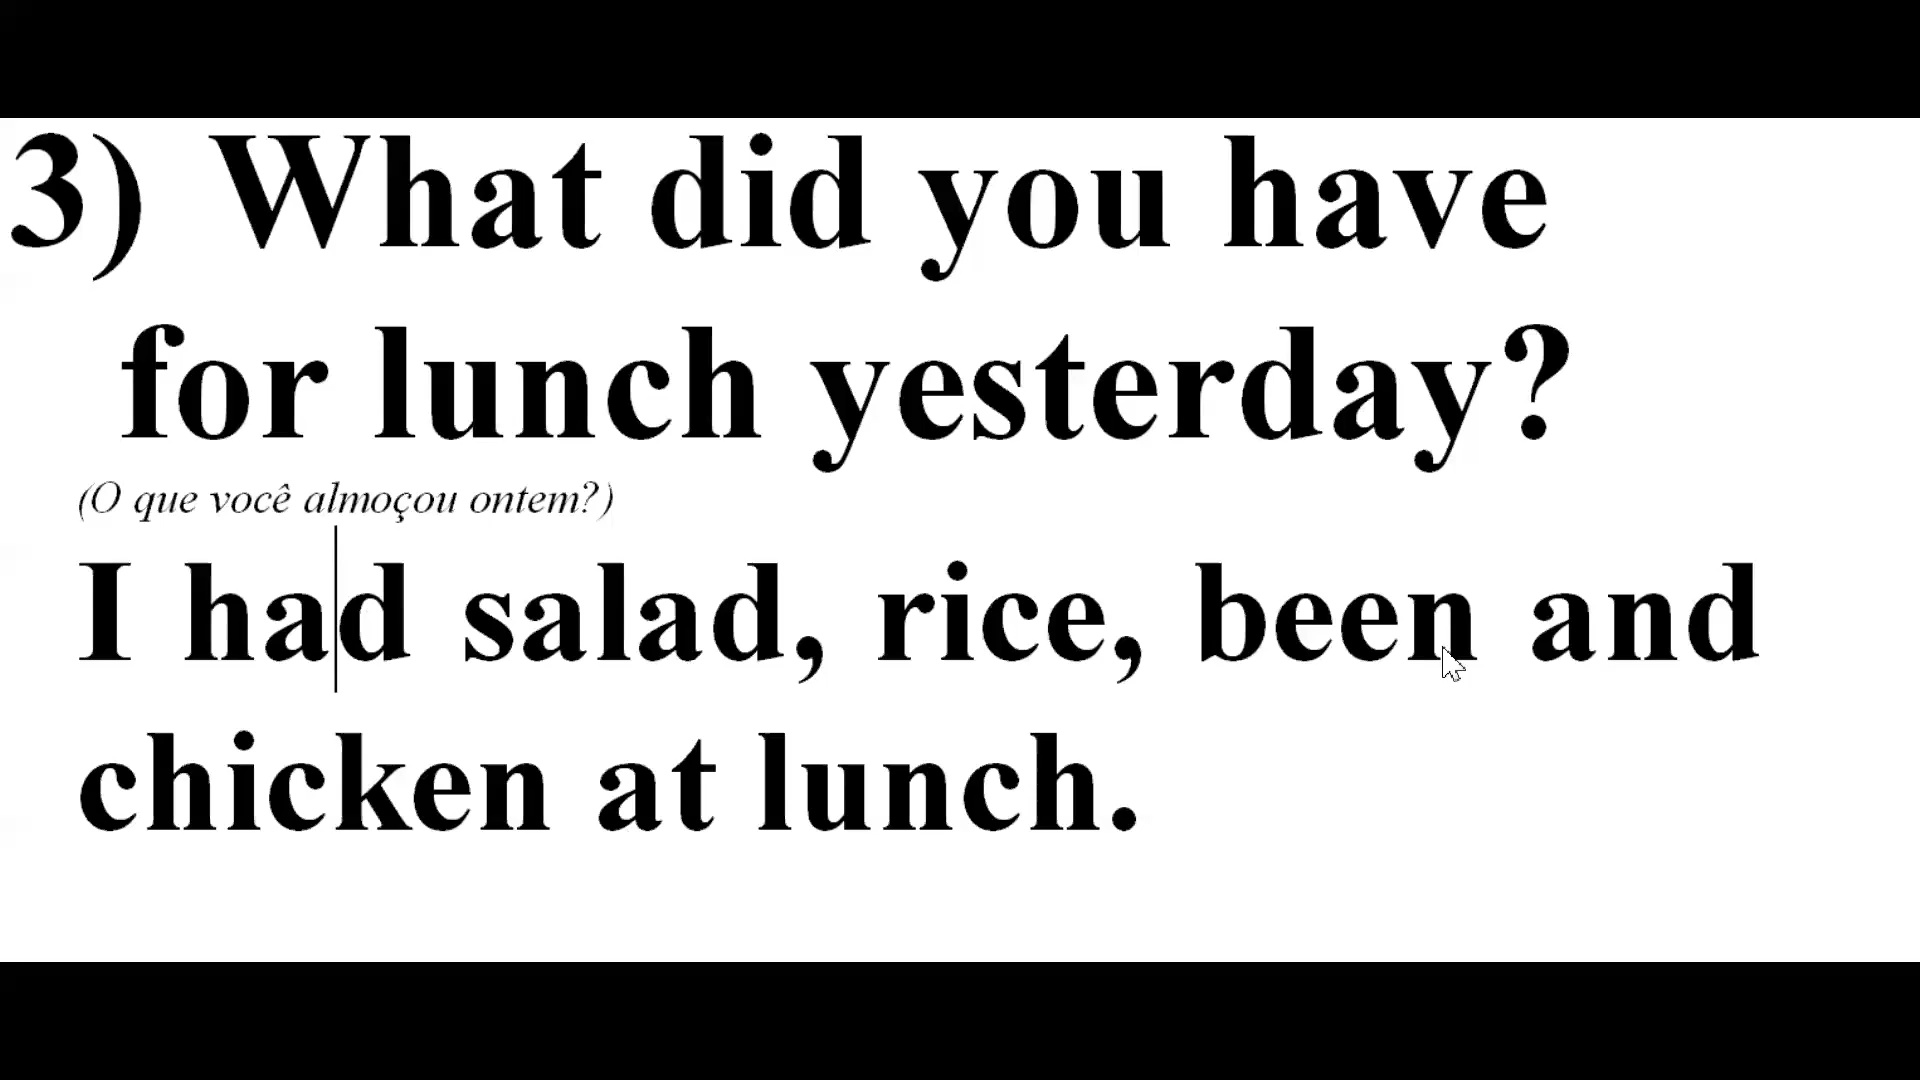 3) What did you have
for lunch yesterday?
(O que você almoçou ontem?)
I had salad, rice, been and
chicken at lunch.